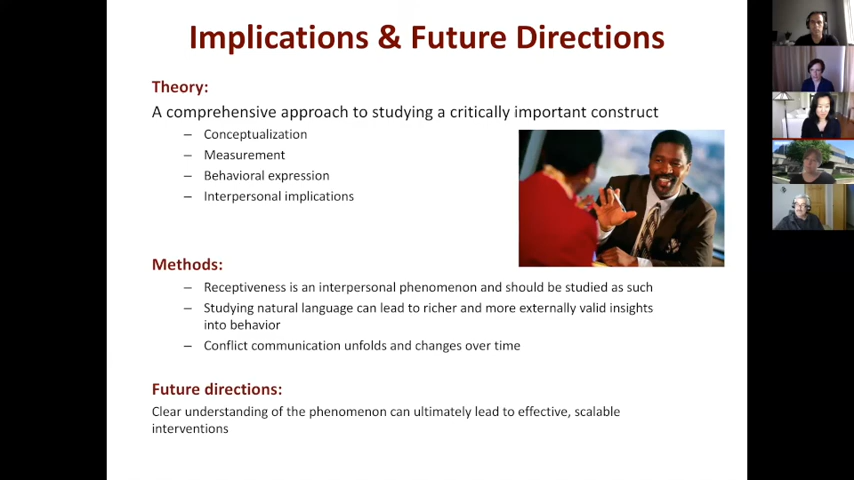 Implications & Future Directions
Theory:
A comprehensive approach to studying a critically important construct
– Conceptualization
– Measurement
– Behavioral expression
– Interpersonal implications
Methods:
– Receptiveness is an interpersonal phenomenon and should be studied as such
– Studying natural language can lead to richer and more externally valid insights
into behavior
– Conflict communication unfolds and changes over time
Future directions:
Clear understanding of the phenomenon can ultimately lead to effective, scalable
interventions